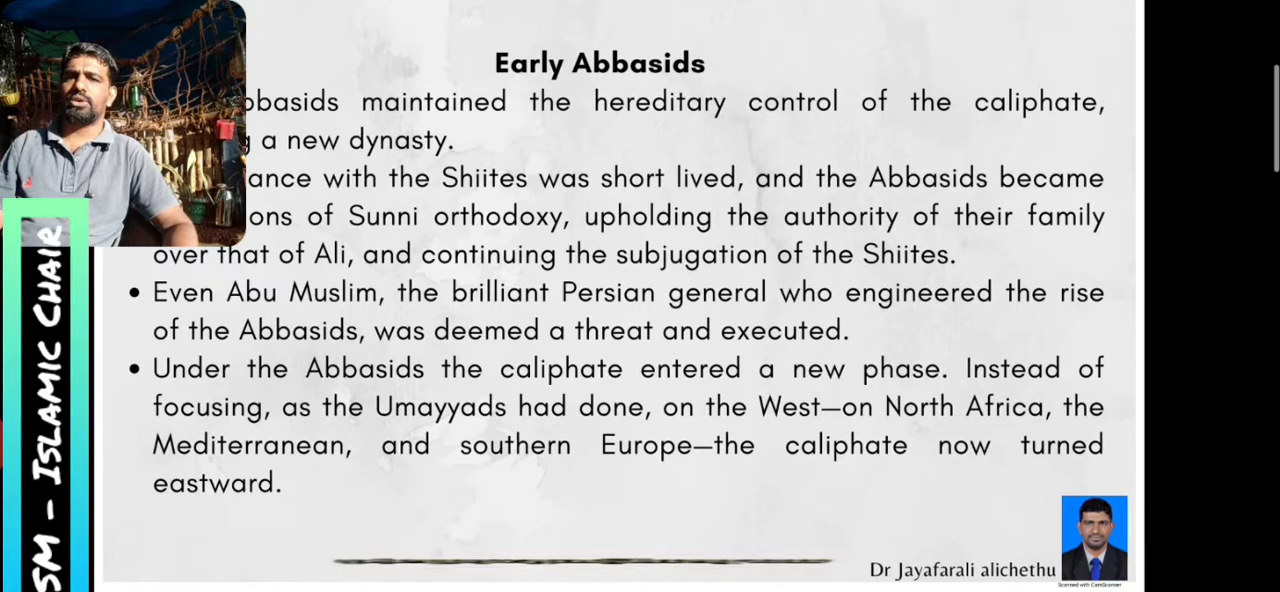 Early Abbasids
maintained the hereditary control of the caliphate,
a new dynasty.
with the Shiites was short lived, and the Abbasids became
of Sunni orthodoxy, upholding the authority of their family
over that of Ali, and continuing the subjugation of the Shiites.
• Even Abu Muslim, the brilliant Persian general who engineered the rise
of the Abbasids, was deemed a threat and executed.
• Under the Abbasids the caliphate entered a new phase. Instead of
focusing, as the Umayyads had done, on the West—on North Africa, the
Mediterranean, and southern Europe—the caliphate now turned
eastward.
SM - ISLAMIC CHAIR
Dr Jayafarali alichethu
Scanned with CamScanner